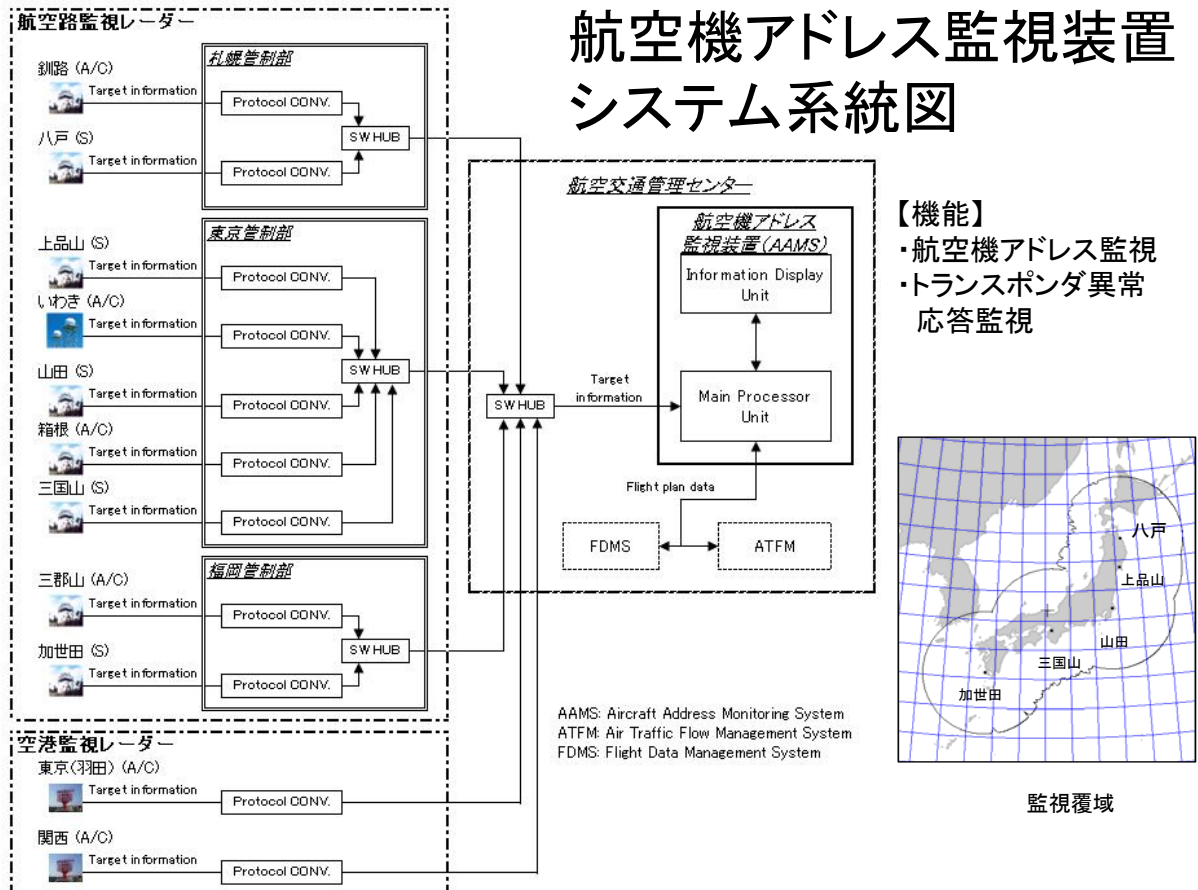 航空機アドレス監視装置
システム系統図
航空路監視レーダー
札幌管制部
釧路 (A/C)
Target information
Protocol CONV.
SW HUB
八戸 (S)
Target information
Protocol CONV.
東京管制部
上品山 (S)
Target information
Protocol CONV.
いわき (A/C)
Target information
Protocol CONV.
SW HUB
山田 (S)
Target information
Protocol CONV.
箱根 (A/C)
Target information
Protocol CONV.
三国山 (S)
Target information
Protocol CONV.
福岡管制部
三郡山 (A/C)
Target information
Protocol CONV.
SW HUB
加世田 (S)
Target information
Protocol CONV.
空港監視レーダー
東京(羽田) (A/C)
Target information
Protocol CONV.
関西 (A/C)
Target information
Protocol CONV.
航空交通管理センター
航空機アドレス
監視装置(AAMS)
Information Display
Unit
SW HUB
Target
information
Main Processor
Unit
Flight plan data
FDMS
ATFM
AAMS: Aircraft Address Monitoring System
ATFM: Air Traffic Flow Management System
FDMS: Flight Data Management System
【機能】
・航空機アドレス監視
・トランスポンダ異常
応答監視
八戸
上品山
山田
三国山
加世田
監視覆域